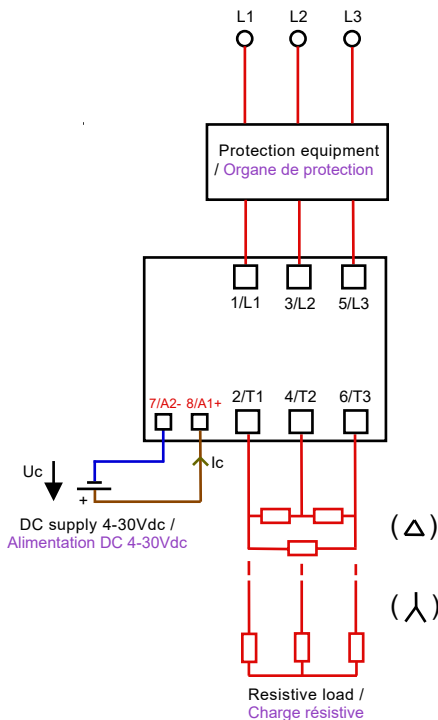 L1 L2 L3
Protection equipment
/ Organe de protection
1/L1 3/L2 5/L3
2/T1 4/T2 6/T3
7/A2- 8/A1+
Ic
Uc
+
DC supply 4-30Vdc /
Alimentation DC 4-30Vdc
Resistive load /
Charge résistive